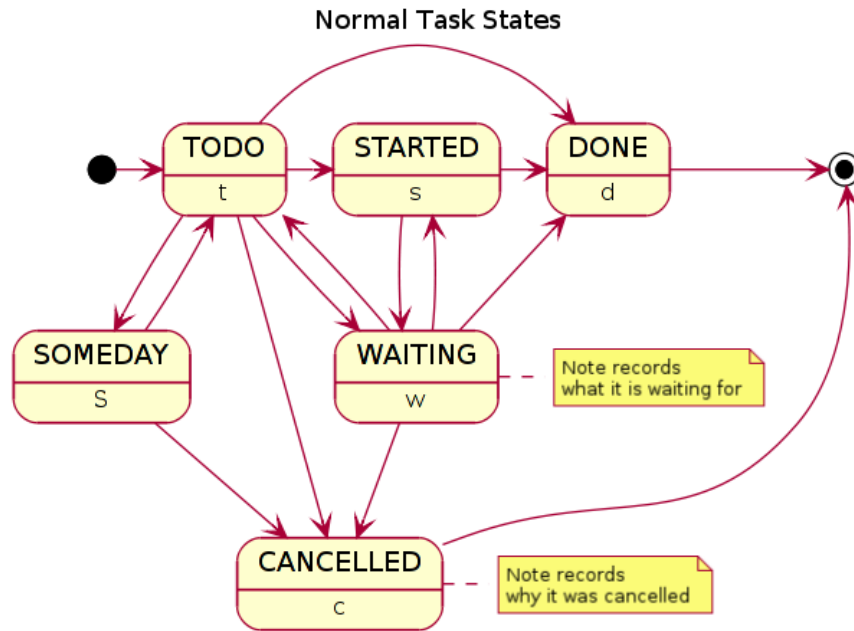 Normal Task States
TODO
t
STARTED
s
DONE
d
SOMEDAY
S
WAITING
w
Note records
what it is waiting for
CANCELLED
c
Note records
why it was cancelled